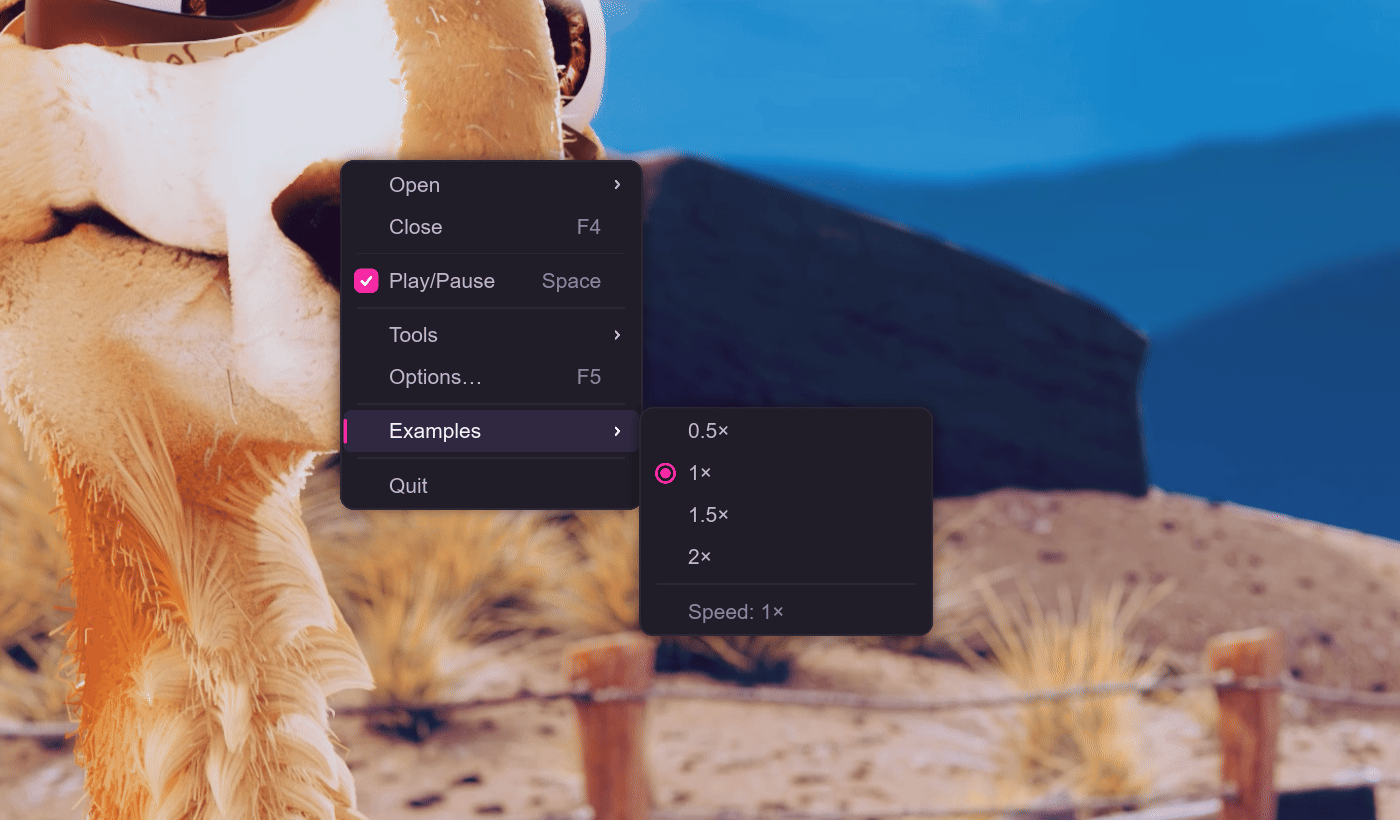 Open
Close F4
Play/Pause Space
Tools
Options… F5
Examples
Quit
0.5×
1×
1.5×
2×
Speed: 1×